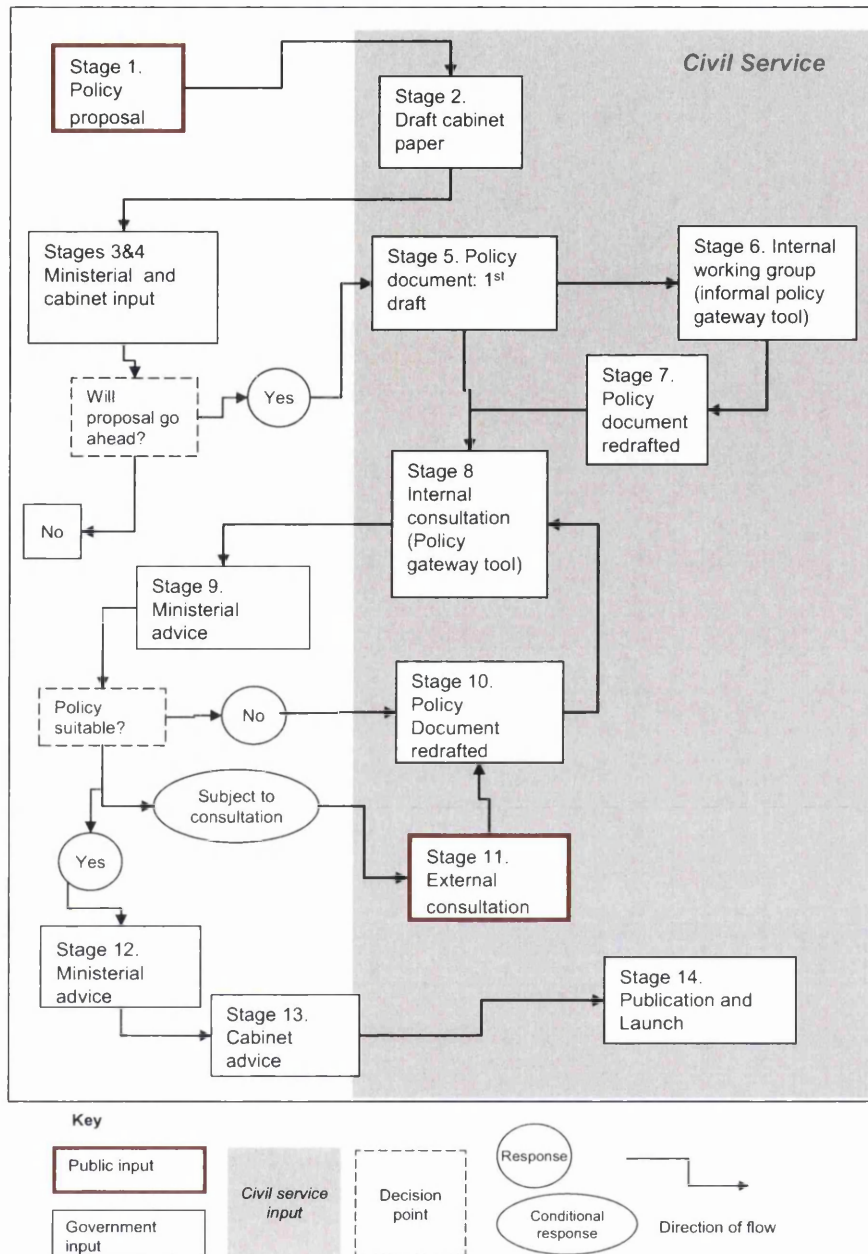 Civil Service
Stage 1.
Policy
proposal
Stage 2.
Draft cabinet
paper
Stages 3&4
Ministerial and
cabinet input
Stage 5. Policy
document: 1st
draft
Stage 6. Internal
working group
(informal policy
gateway tool)
Will
proposal go
ahead?
Yes
Stage 7.
Policy
document
redrafted
No
Stage 8
Internal
consultation
(Policy
gateway tool)
Stage 9.
Ministerial
advice
Policy
suitable?
No
Stage 10.
Policy
Document
redrafted
Subject to
consultation
Yes
Stage 11.
External
consultation
Stage 12.
Ministerial
advice
Stage 13.
Cabinet
advice
Stage 14.
Publication and
Launch
Key
Public input
Government
input
Civil service
input
Decision
point
Response
Conditional
response
Direction of flow